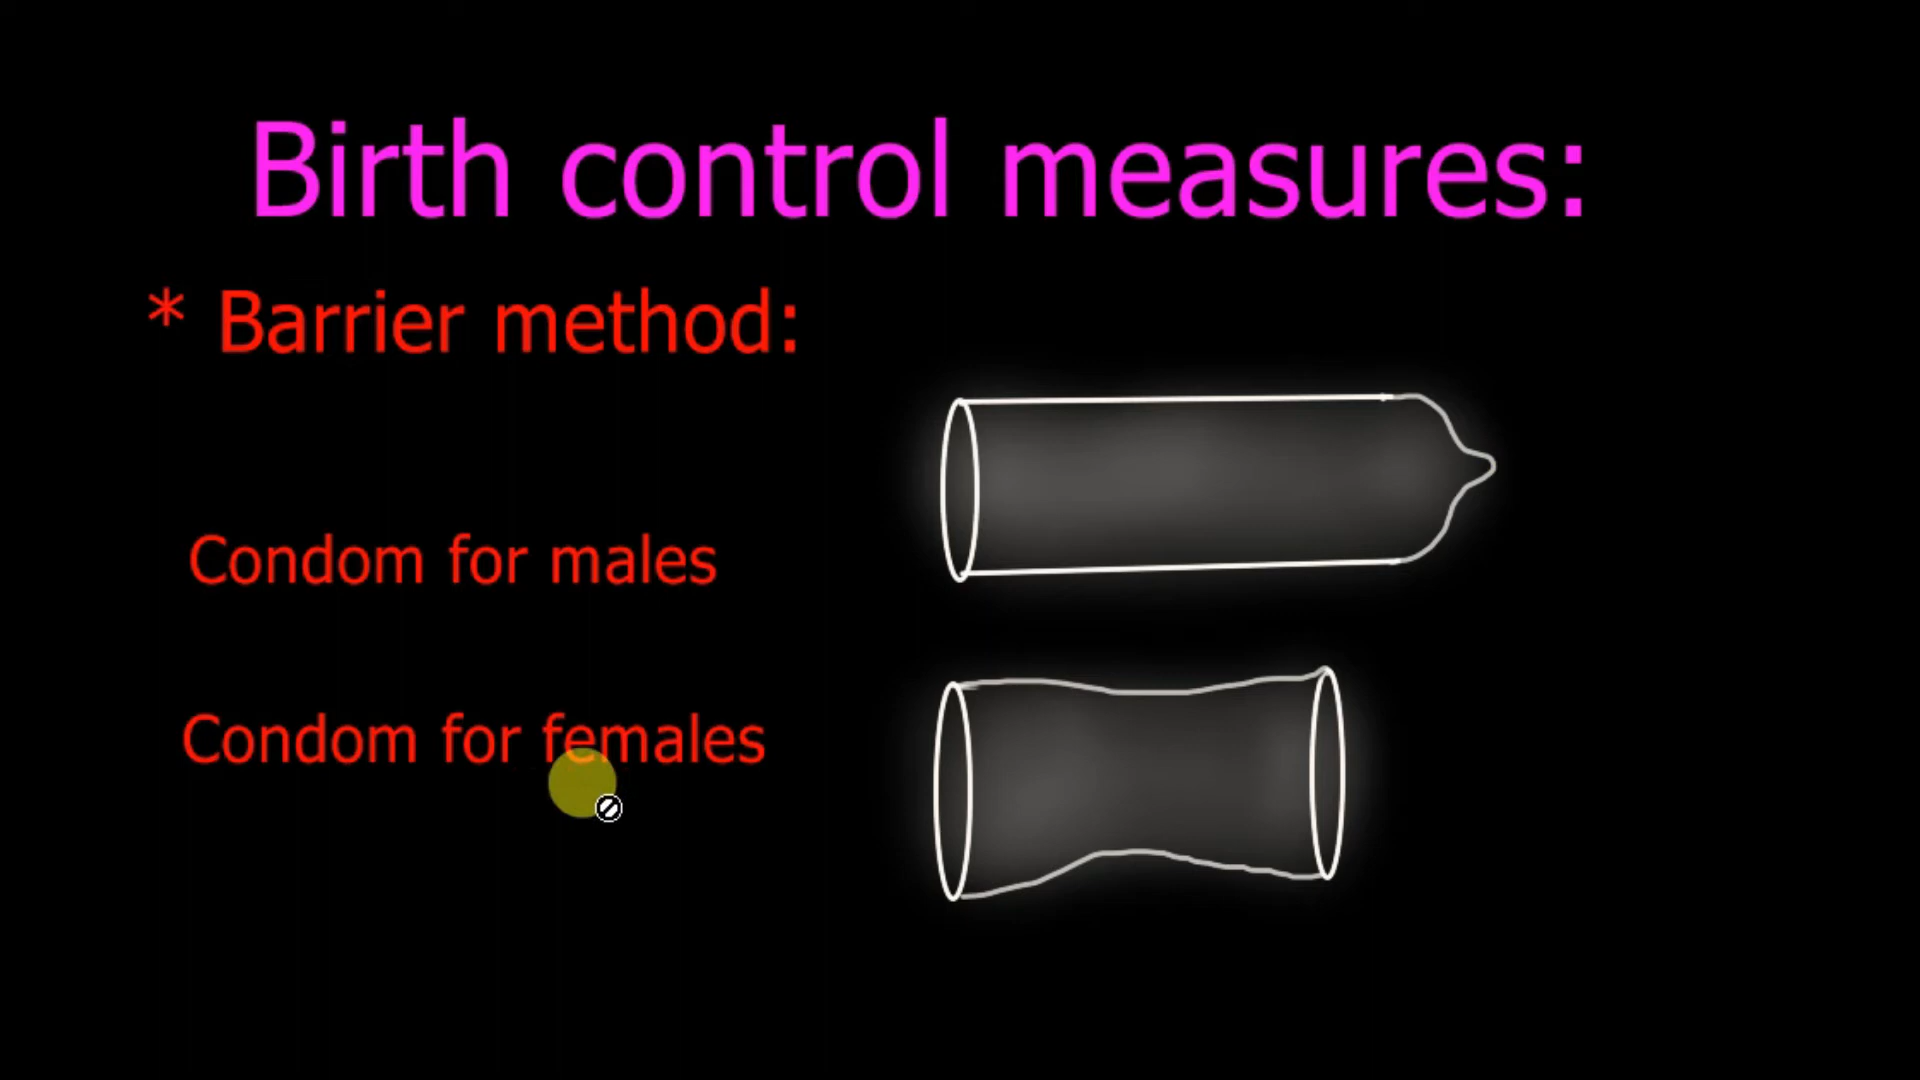 Birth control measures:
* Barrier method:
Condom for males
Condom for females